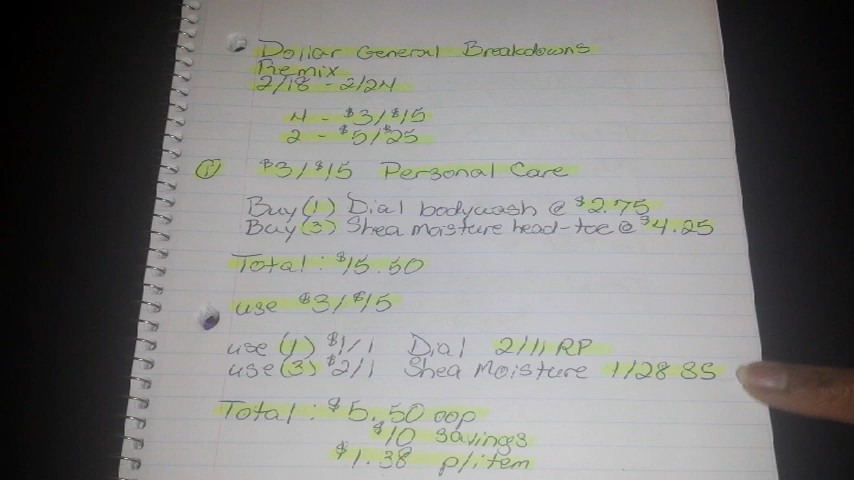 Dollar General Breakdowns
Remix
2/18 - 2/24
4 - $3/$15
2 - $5/$25
1 $3/$15 Personal Care
Buy (1) Dial bodywash @ $2.75
Buy (3) Shea moisture head-toe @ $4.25
Total: $15.50
use $3/$15
use (1) $1/1 Dial 2/11 RP
use (3) $2/1 Shea Moisture 1/28 SS
Total: $5.50 oop
$10 savings
$1.38 p/item